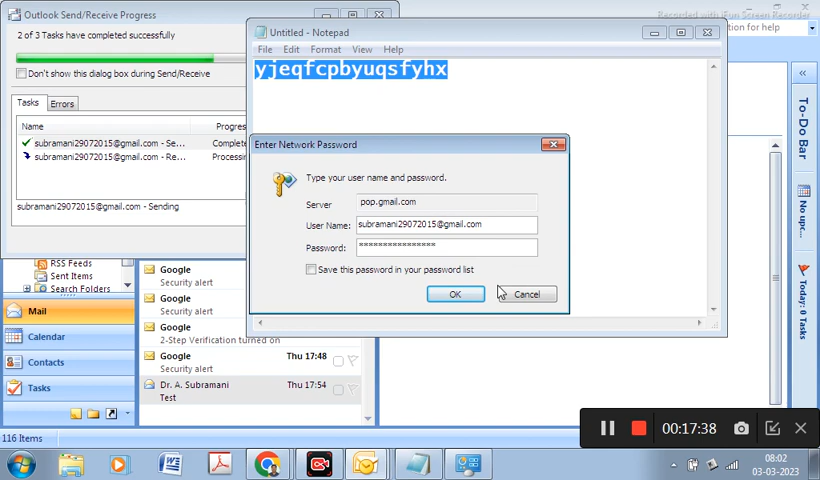 Outlook Send/Receive Progress
2 of 3 Tasks have completed successfully
Don't show this dialog box during Send/Receive
Tasks
Errors
Name
Progre
subramani29072015@gmail.com - Se...
Complete
subramani29072015@gmail.com - Re...
Processing
subramani29072015@gmail.com - Sending
Recorded with iFun Screen Recorder
ion for help
Untitled - Notepad
File Edit Format View Help
yjeqfcpbyuqsfyhx
Enter Network Password
Type your user name and password.
Server pop.gmail.com
User Name: subramani29072015@gmail.com
Password: ****************
Save this password in your password list
OK
Cancel
RSS Feeds
Sent Items
Search Folders
Mail
Calendar
Contacts
Tasks
Google
Security alert
Google
Security alert
Google
2-Step Verification turned on
Google Thu 17:48
Security alert
Dr. A. Subramani Thu 17:54
Test
To-Do Bar
No upc...
Today: 0 Tasks
116 Items
00:17:38
08:02
03-03-2023